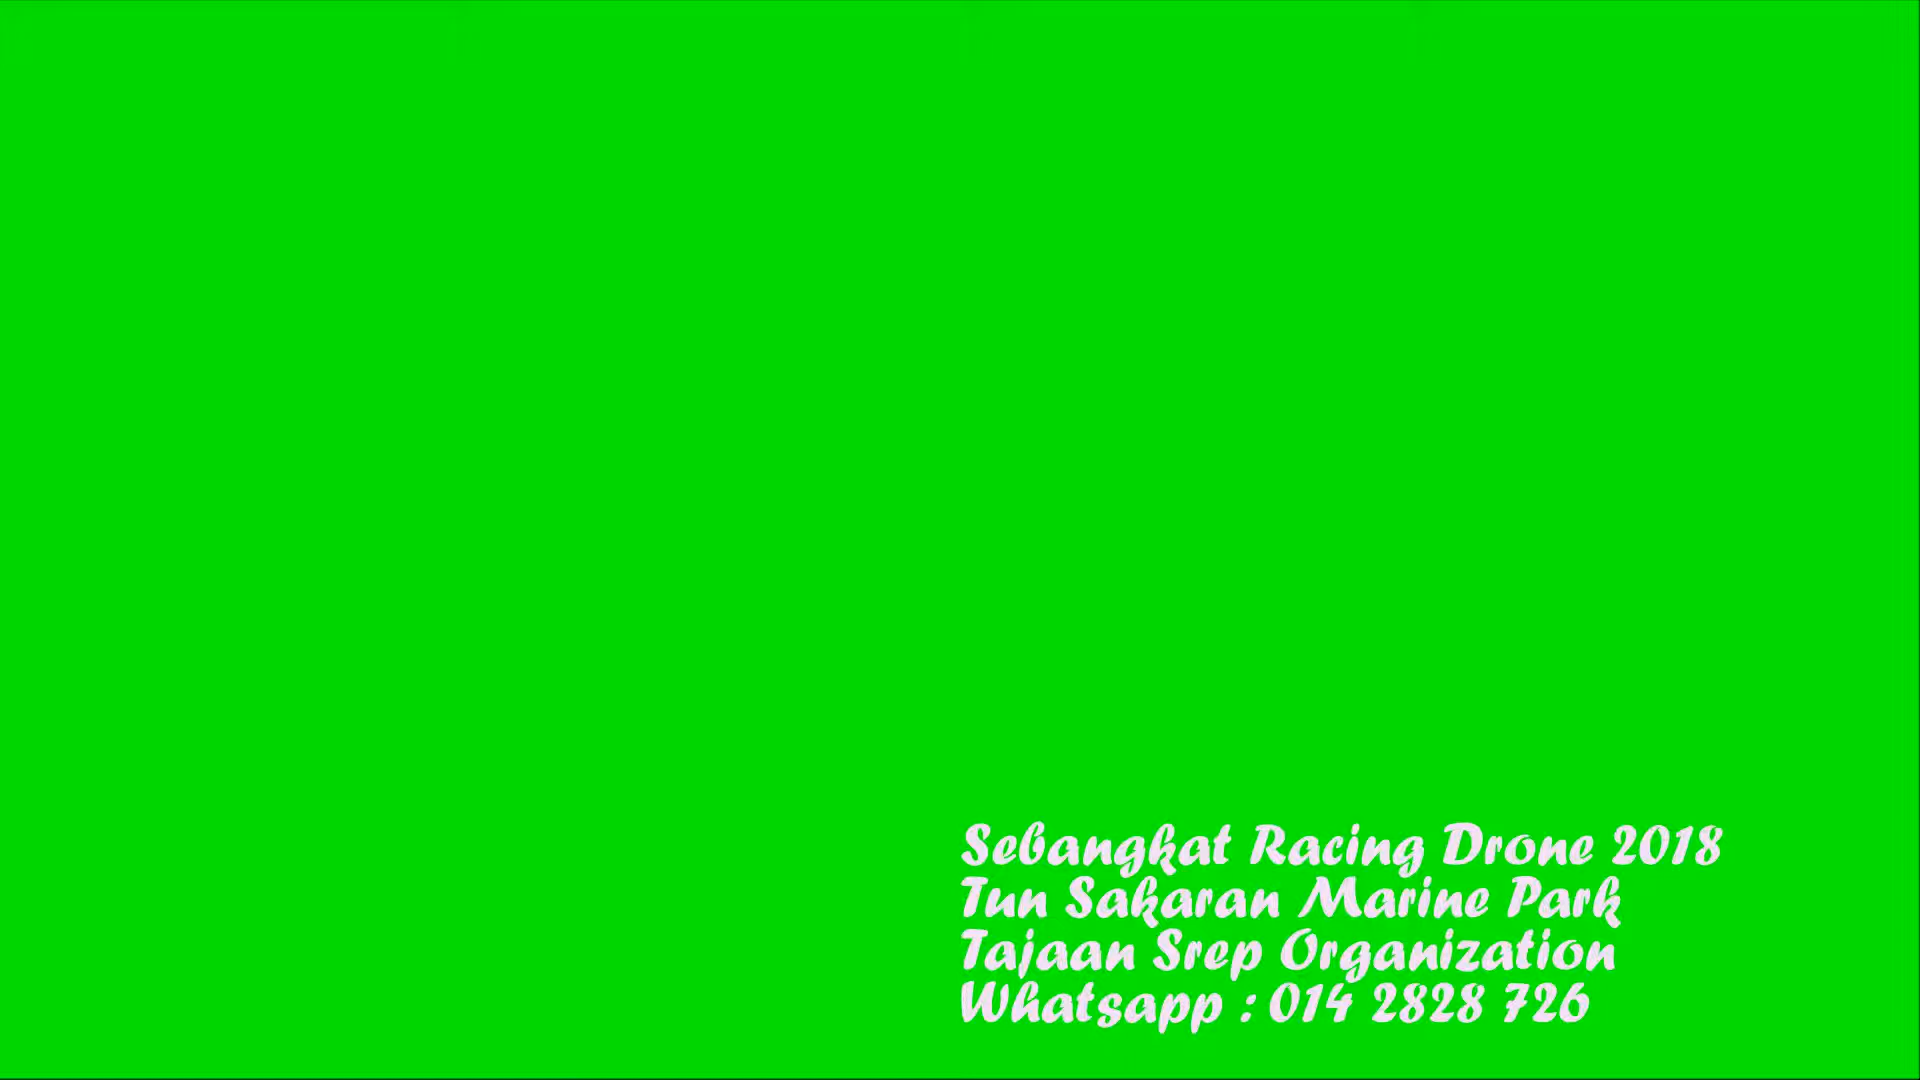 Sebangkat Racing Drone 2018
Tun Sakaran Marine Park
Tajaan Srep Organization
Whatsapp : 014 2828 726